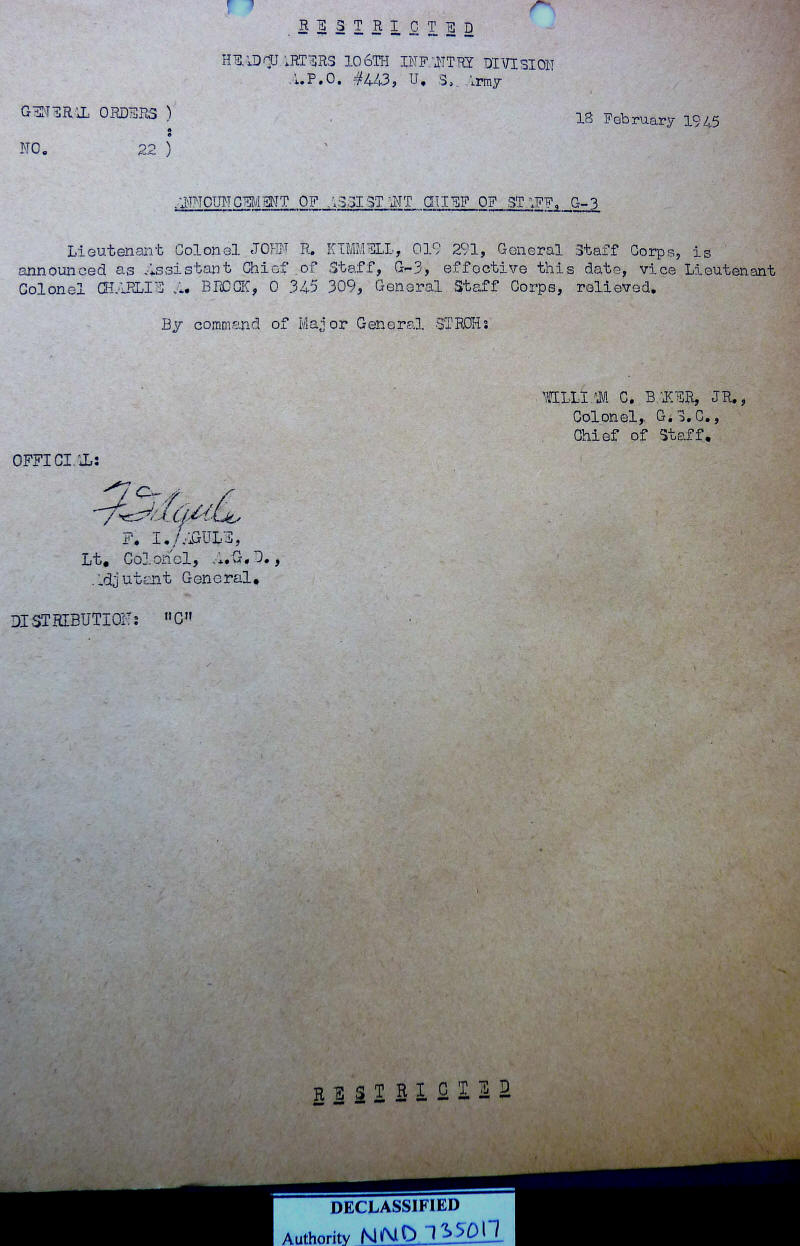 R E S T R I C T E D
HEADQUARTERS 106TH INFANTRY DIVISION
A.P.O. #443, U. S. Army
GENERAL ORDERS )
:
NO. 22 )
18 February 1945
ANNOUNCEMENT OF ASSISTANT CHIEF OF STAFF, G-3
Lieutenant Colonel JOHN R. KIMMELL, 019 291, General Staff Corps, is
announced as Assistant Chief of Staff, G-3, effective this date, vice Lieutenant
Colonel CHARLIE A. BROCK, O 345 309, General Staff Corps, relieved.
By command of Major General STROH:
WILLIAM C. BAKER, JR.,
Colonel, G.S.C.,
Chief of Staff.
OFFICIAL:
F I Agule
F. I. AGULE,
Lt. Colonel, A.G.D.,
Adjutant General.
DISTRIBUTION: "C"
R E S T R I C T E D
DECLASSIFIED
Authority NND 735017